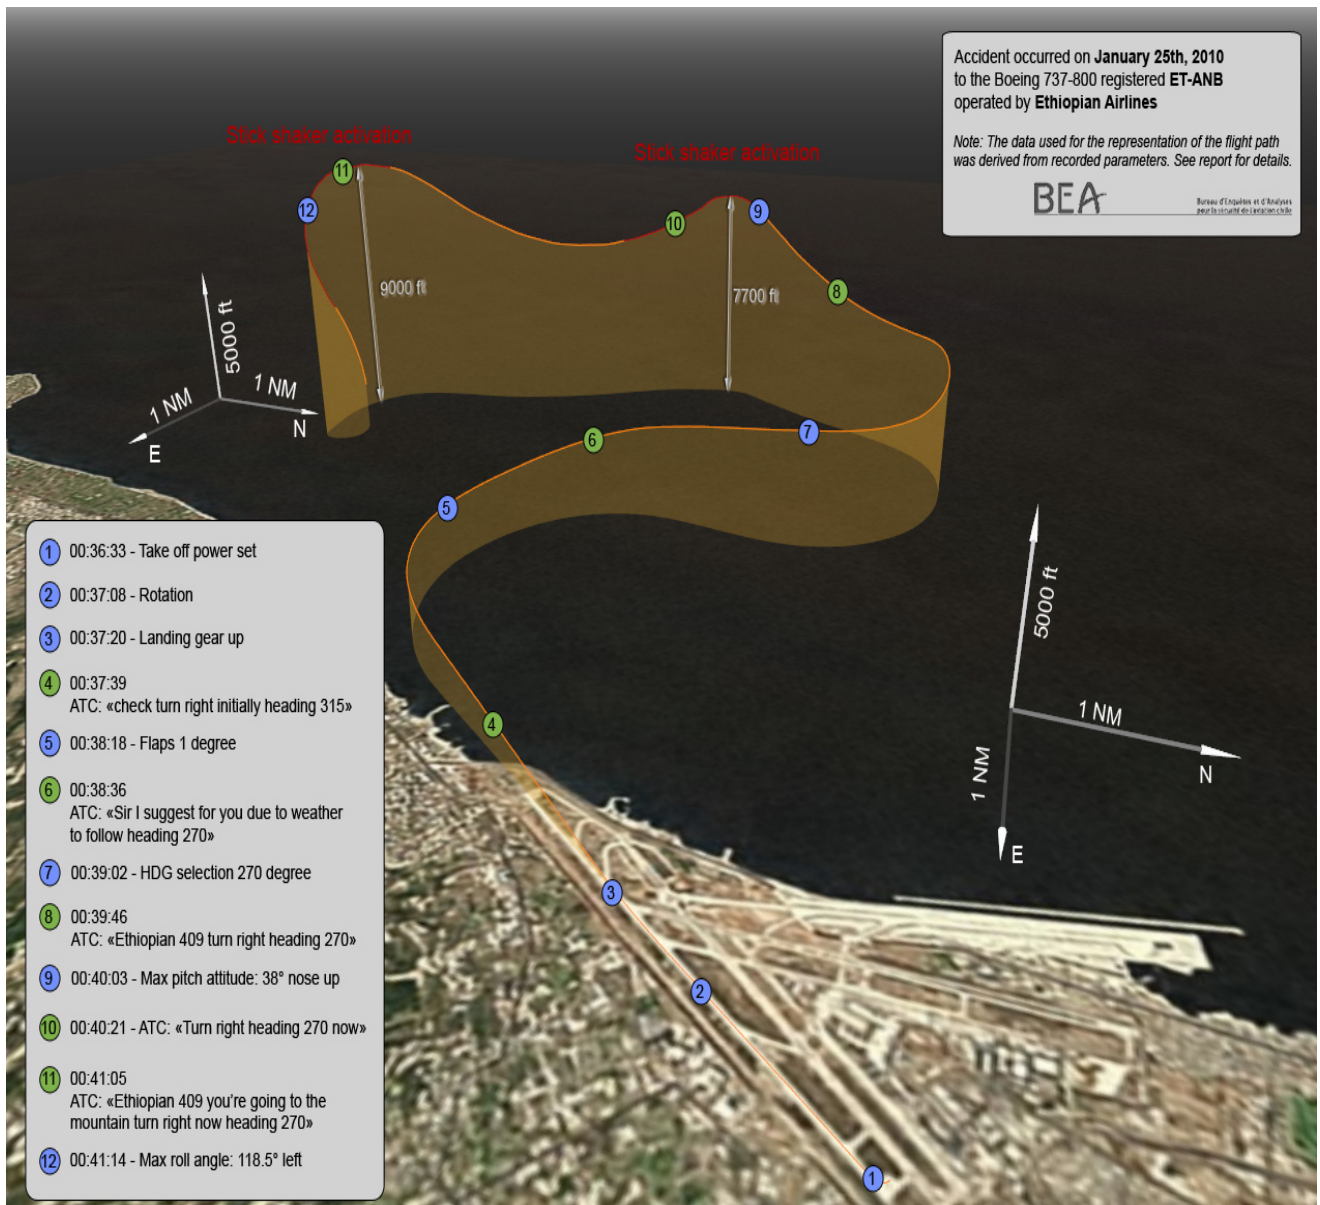 Accident occurred on January 25th, 2010
to the Boeing 737-800 registered ET-ANB
operated by Ethiopian Airlines
Note: The data used for the representation of the flight path
was derived from recorded parameters. See report for details.
BEA
Bureau d'Enquêtes et d'Analyses
pour la sécurité de l'aviation civile
Stick shaker activation
Stick shaker activation
11
12
10
9
8
9000 ft
7700 ft
5000 ft
1 NM
1 NM
E
N
6
7
5
5000 ft
1 NM
N
1 NM
E
4
3
2
1
1 00:36:33 - Take off power set
2 00:37:08 - Rotation
3 00:37:20 - Landing gear up
4 00:37:39
ATC: «check turn right initially heading 315»
5 00:38:18 - Flaps 1 degree
6 00:38:36
ATC: «Sir I suggest for you due to weather
to follow heading 270»
7 00:39:02 - HDG selection 270 degree
8 00:39:46
ATC: «Ethiopian 409 turn right heading 270»
9 00:40:03 - Max pitch attitude: 38° nose up
10 00:40:21 - ATC: «Turn right heading 270 now»
11 00:41:05
ATC: «Ethiopian 409 you're going to the
mountain turn right now heading 270»
12 00:41:14 - Max roll angle: 118.5° left